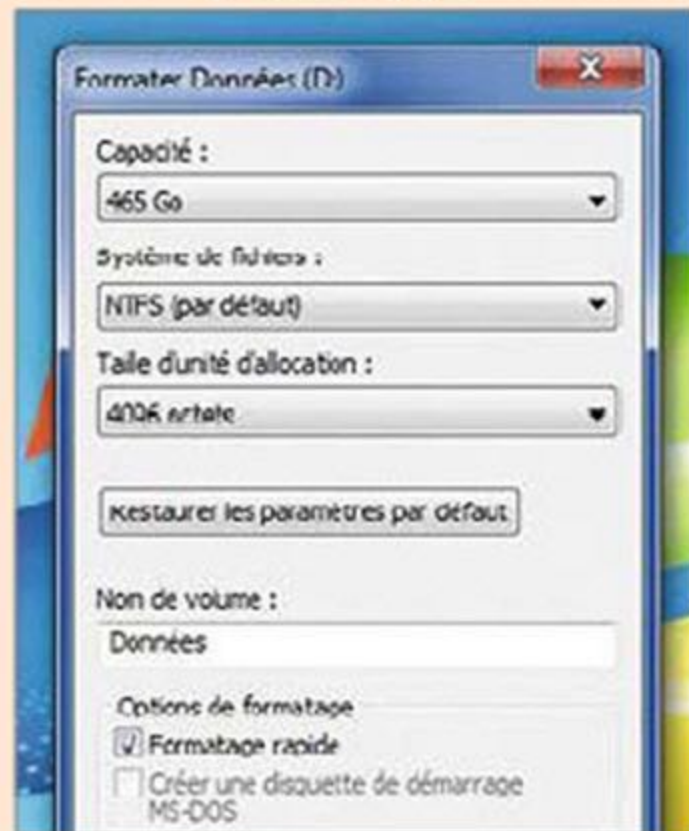 Formater Données (D:)
Capacité :
465 Go
Système de fichiers :
NTFS (par défaut)
Taille d'unité d'allocation :
4096 octets
Restaurer les paramètres par défaut
Nom de volume :
Données
Options de formatage
Formatage rapide
Créer une disquette de démarrage
MS-DOS